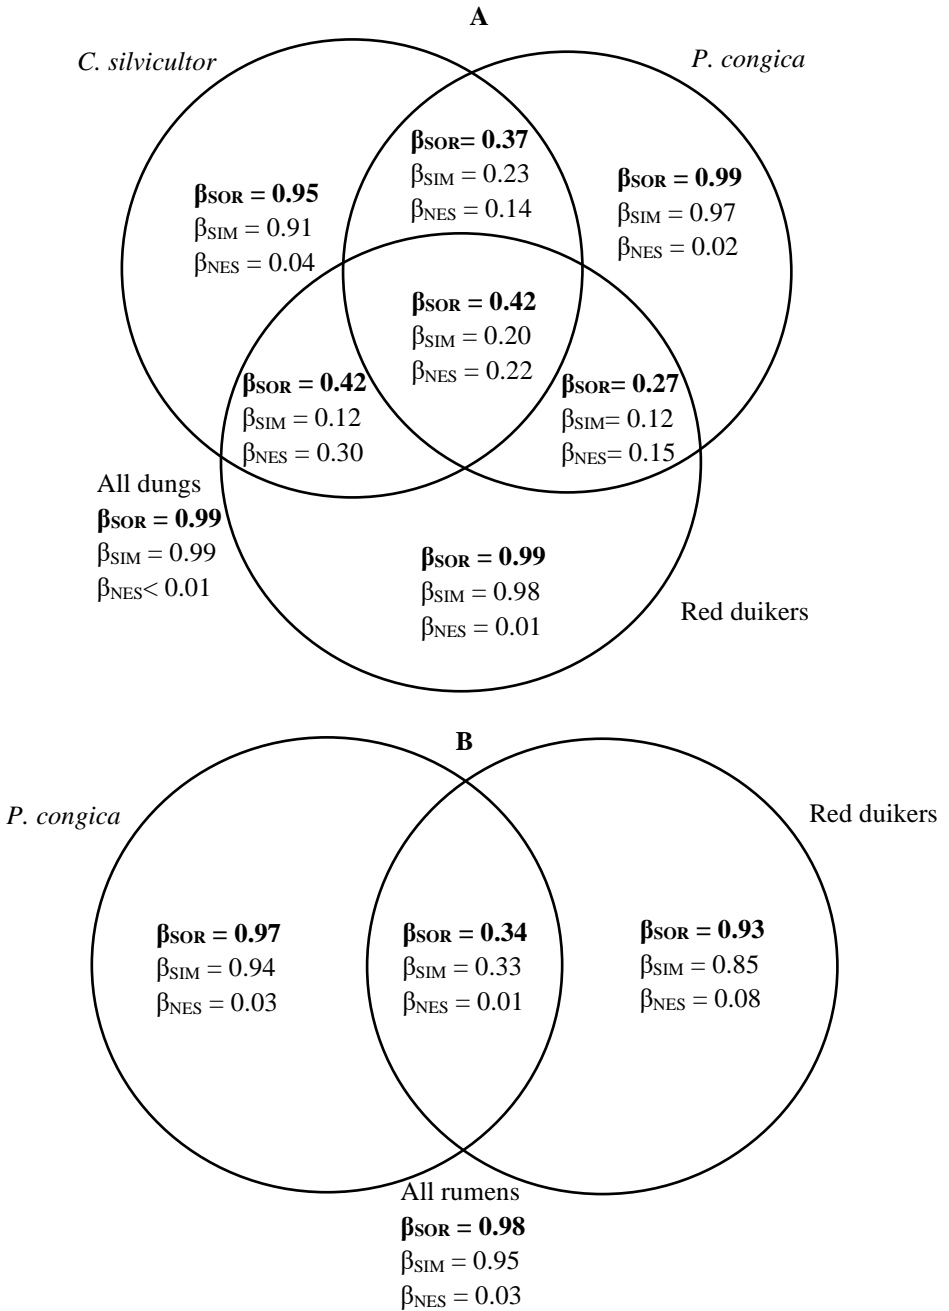 A
C. silvicultor
P. congica
βSOR= 0.37
βSIM = 0.23
βNES = 0.14
βSOR = 0.95
βSIM = 0.91
βNES = 0.04
βSOR = 0.99
βSIM = 0.97
βNES = 0.02
βSOR = 0.42
βSIM = 0.20
βNES = 0.22
βSOR = 0.42
βSIM = 0.12
βNES = 0.30
βSOR= 0.27
βSIM= 0.12
βNES= 0.15
All dungs
βSOR = 0.99
βSIM = 0.99
βNES< 0.01
βSOR = 0.99
βSIM = 0.98
βNES = 0.01
Red duikers
B
P. congica
Red duikers
βSOR = 0.97
βSIM = 0.94
βNES = 0.03
βSOR = 0.34
βSIM = 0.33
βNES = 0.01
βSOR = 0.93
βSIM = 0.85
βNES = 0.08
All rumens
βSOR = 0.98
βSIM = 0.95
βNES = 0.03